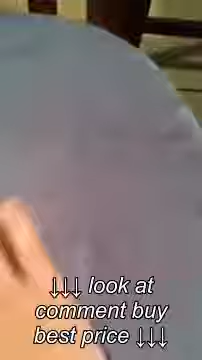 ↓↓↓ look at
comment buy
best price ↓↓↓